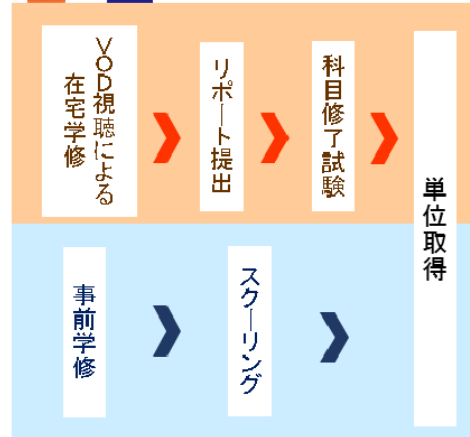 VOD視聴による
在宅学修
リポート提出
科目修了試験
単位取得
事前学修
スクーリング